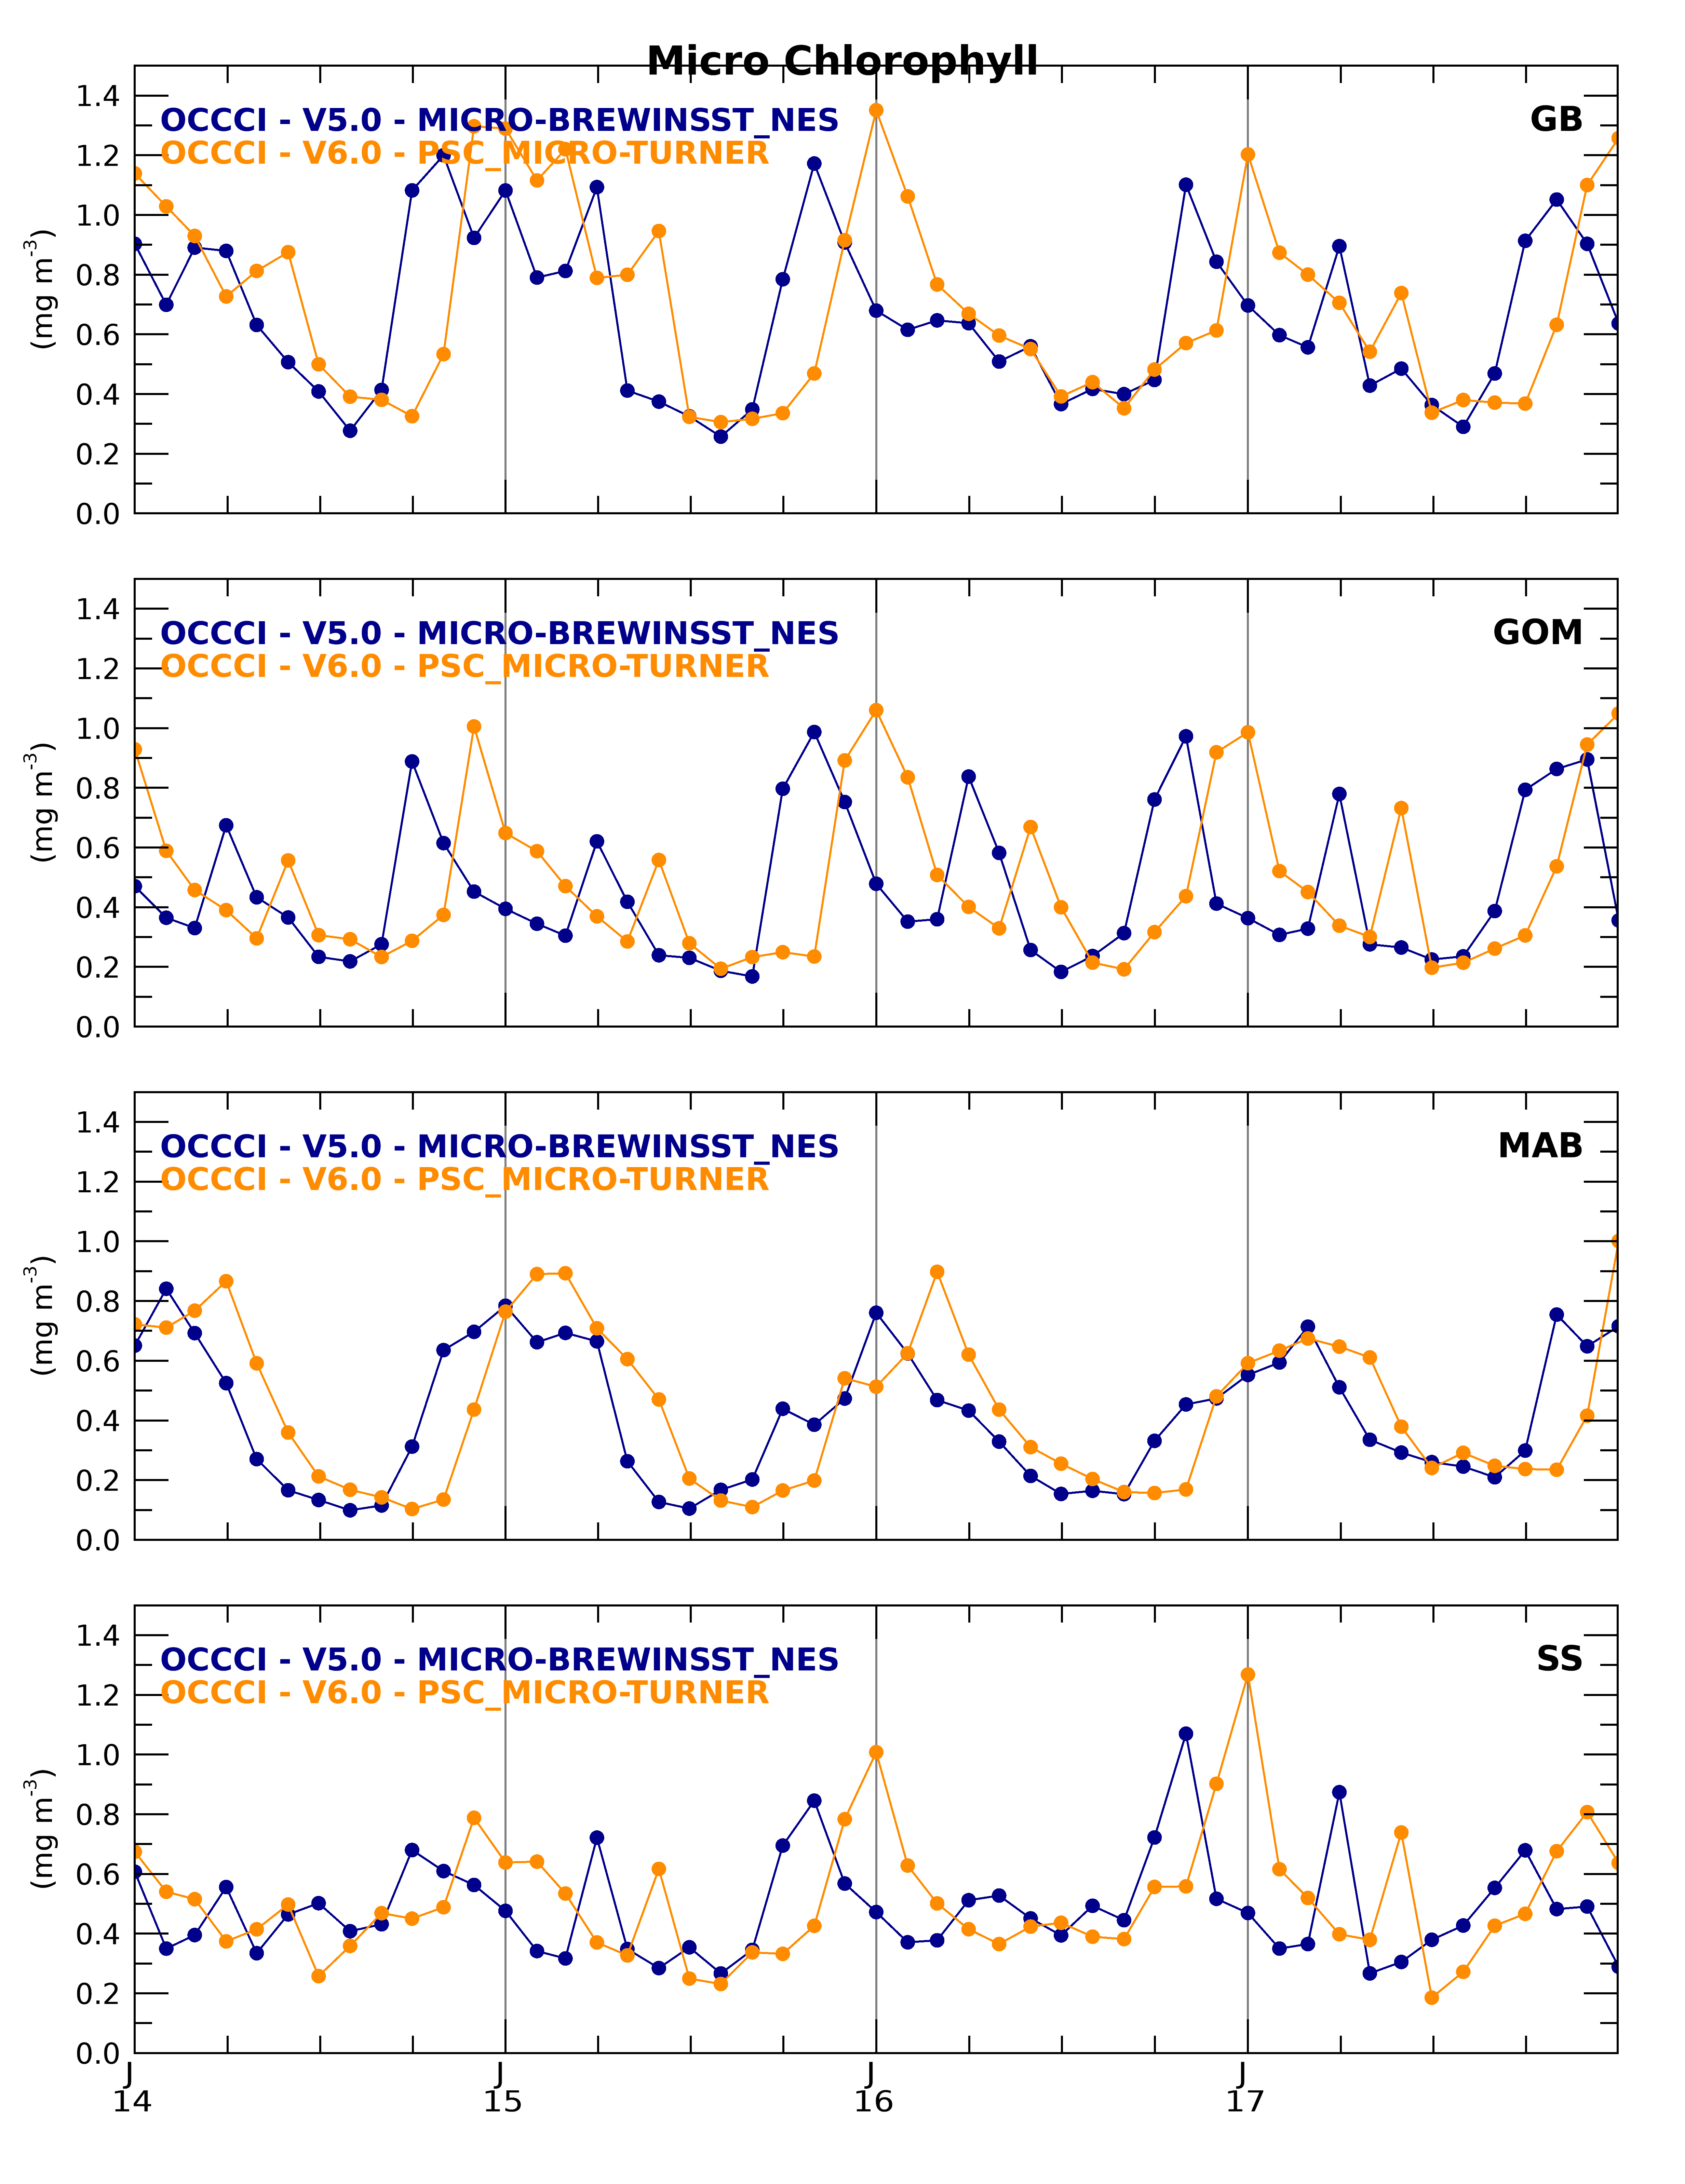 Micro Chlorophyll
OCCCI - V5.0 - MICRO-BREWINSST_NES
OCCCI - V6.0 - PSC_MICRO-TURNER
GB
1.4
1.2
1.0
0.8
0.6
0.4
0.2
0.0
(mg m-3)
OCCCI - V5.0 - MICRO-BREWINSST_NES
OCCCI - V6.0 - PSC_MICRO-TURNER
GOM
1.4
1.2
1.0
0.8
0.6
0.4
0.2
0.0
(mg m-3)
OCCCI - V5.0 - MICRO-BREWINSST_NES
OCCCI - V6.0 - PSC_MICRO-TURNER
MAB
1.4
1.2
1.0
0.8
0.6
0.4
0.2
0.0
(mg m-3)
OCCCI - V5.0 - MICRO-BREWINSST_NES
OCCCI - V6.0 - PSC_MICRO-TURNER
SS
1.4
1.2
1.0
0.8
0.6
0.4
0.2
0.0
(mg m-3)
J J J J
14 15 16 17